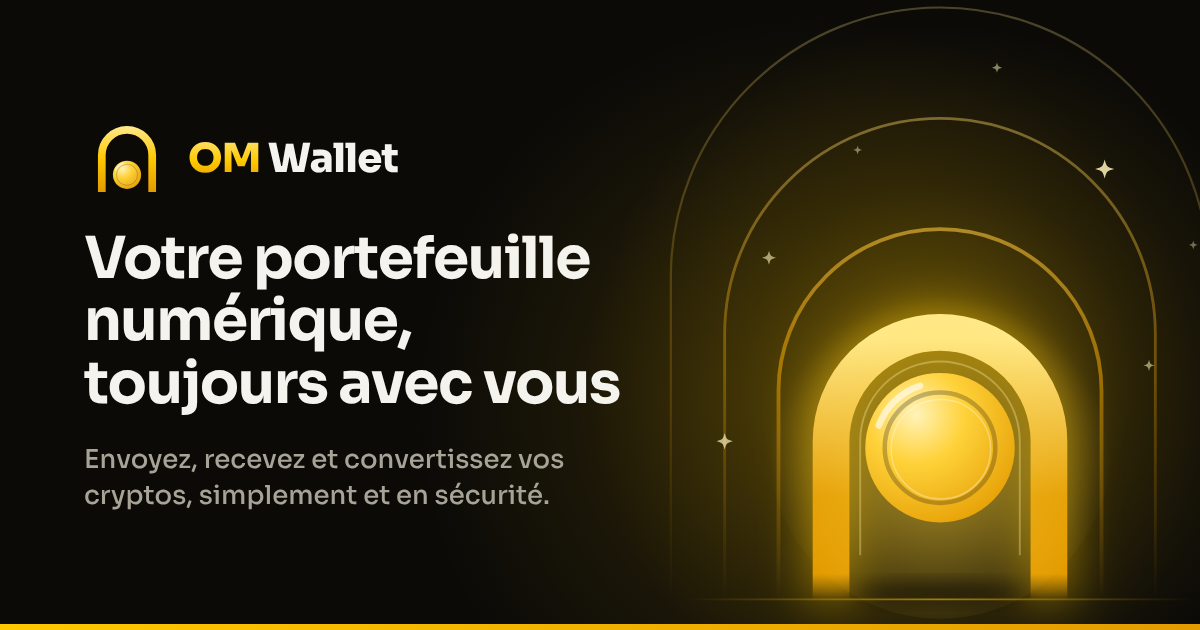 OM Wallet
Votre portefeuille
numérique,
toujours avec vous
Envoyez, recevez et convertissez vos
cryptos, simplement et en sécurité.